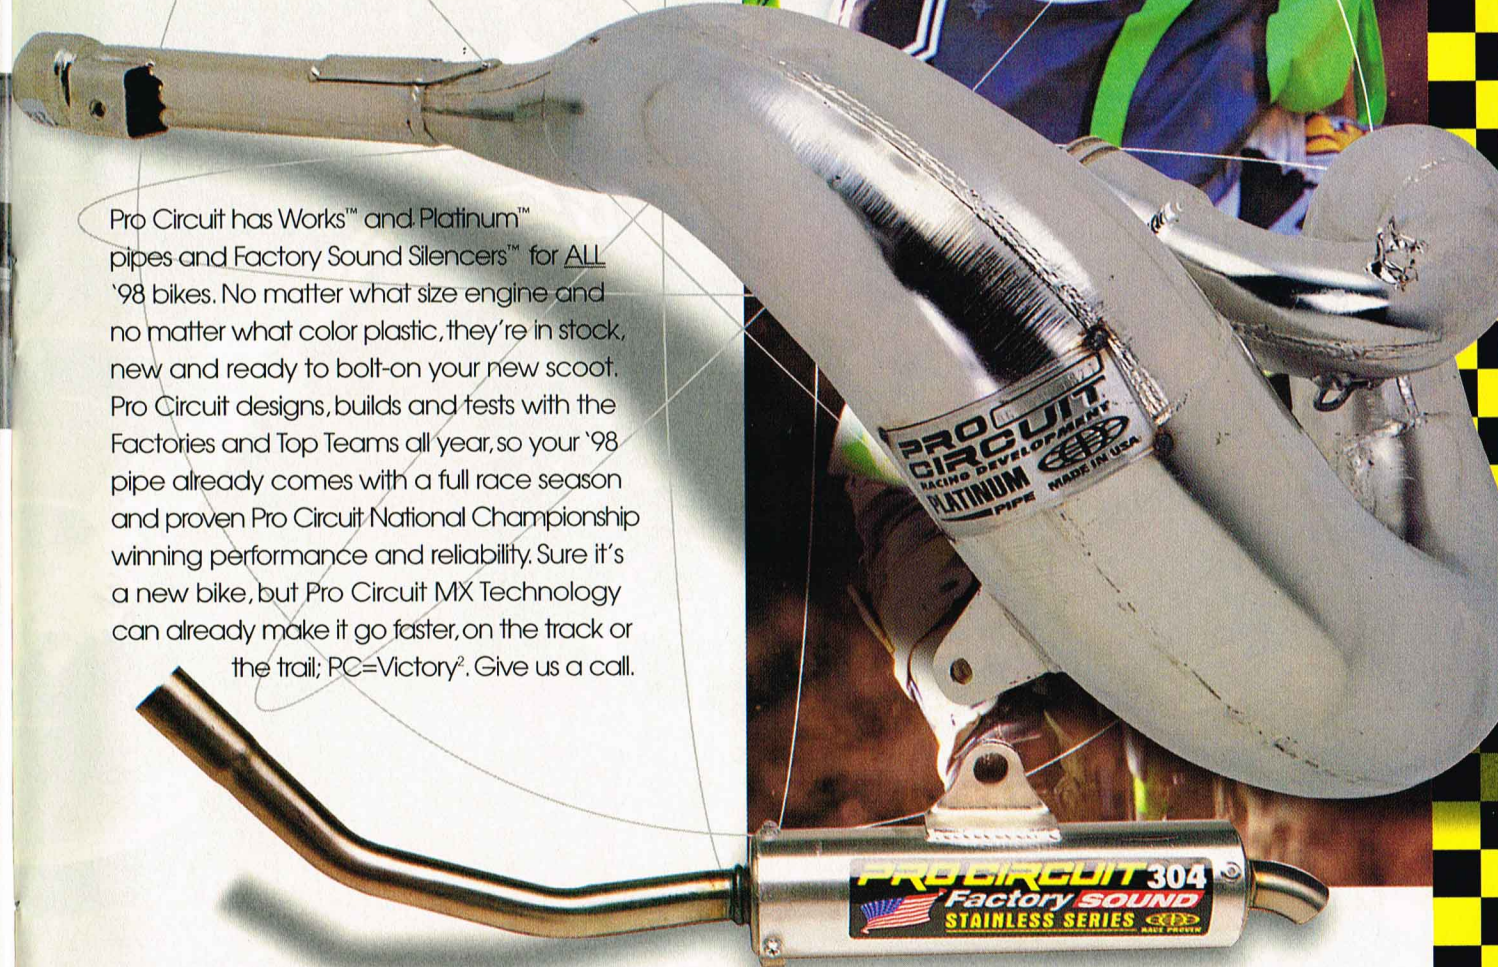 Pro Circuit has Works™ and Platinum™
pipes and Factory Sound Silencers™ for ALL
‘98 bikes. No matter what size engine and
no matter what color plastic, they’re in stock,
new and ready to bolt-on your new scoot.
Pro Circuit designs, builds and tests with the
Factories and Top Teams all year, so your ‘98
pipe already comes with a full race season
and proven Pro Circuit National Championship
winning performance and reliability. Sure it’s
a new bike, but Pro Circuit MX Technology
can already make it go faster, on the track or
the trail; PC=Victory². Give us a call.
PRO CIRCUIT
RACING DEVELOPMENT
PLATINUM
PIPE MADE IN USA
PRO CIRCUIT 304
Factory SOUND
STAINLESS SERIES
RACE PROVEN